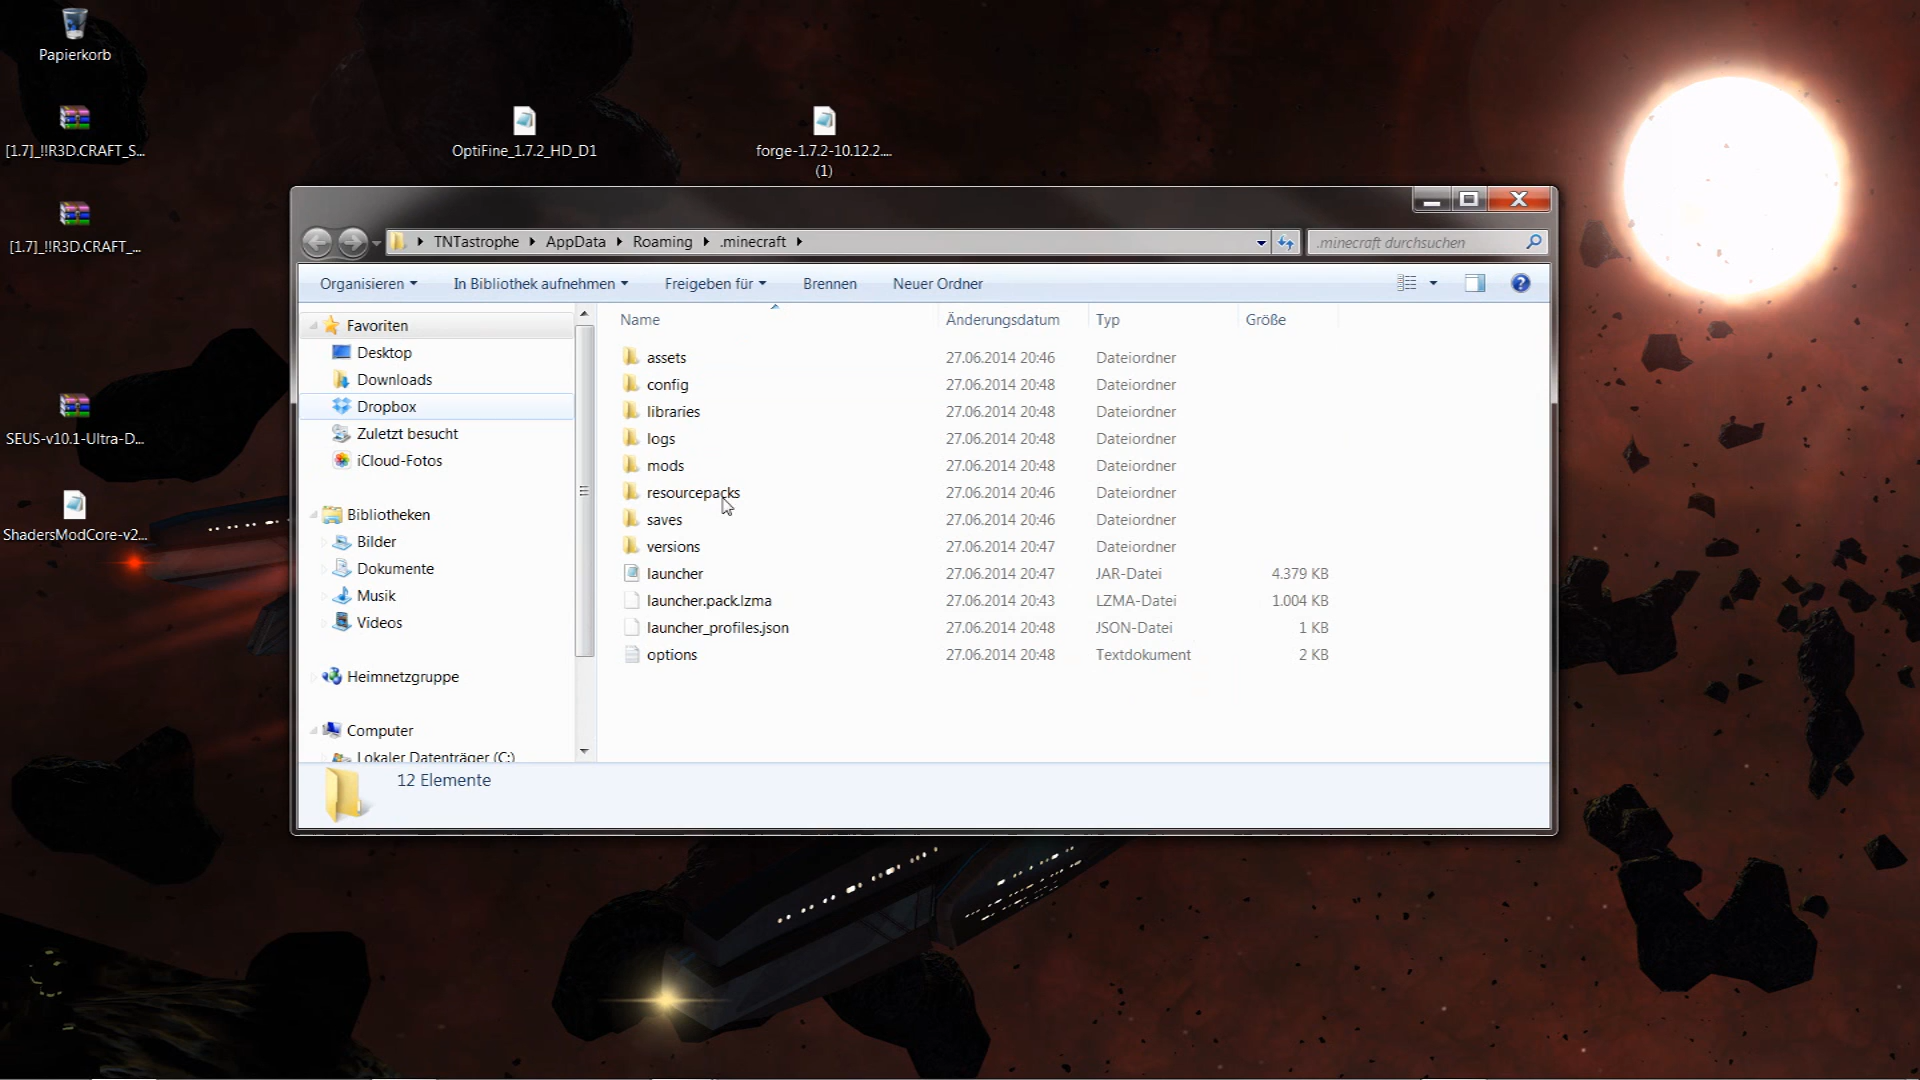 Papierkorb
[1.7]_!!R3D.CRAFT_S...
[1.7]_!!R3D.CRAFT_...
SEUS-v10.1-Ultra-D...
ShadersModCore-v2...
OptiFine_1.7.2_HD_D1
forge-1.7.2-10.12.2....
(1)
TNTastrophe AppData Roaming .minecraft
.minecraft durchsuchen
Organisieren In Bibliothek aufnehmen Freigeben für Brennen Neuer Ordner
Favoriten
Desktop
Downloads
Dropbox
Zuletzt besucht
iCloud-Fotos
Bibliotheken
Bilder
Dokumente
Musik
Videos
Heimnetzgruppe
Computer
Lokaler Datenträger (C:)
Name Änderungsdatum Typ Größe
assets 27.06.2014 20:46 Dateiordner
config 27.06.2014 20:48 Dateiordner
libraries 27.06.2014 20:48 Dateiordner
logs 27.06.2014 20:48 Dateiordner
mods 27.06.2014 20:48 Dateiordner
resourcepacks 27.06.2014 20:46 Dateiordner
saves 27.06.2014 20:46 Dateiordner
versions 27.06.2014 20:47 Dateiordner
launcher 27.06.2014 20:47 JAR-Datei 4.379 KB
launcher.pack.lzma 27.06.2014 20:43 LZMA-Datei 1.004 KB
launcher_profiles.json 27.06.2014 20:48 JSON-Datei 1 KB
options 27.06.2014 20:48 Textdokument 2 KB
12 Elemente